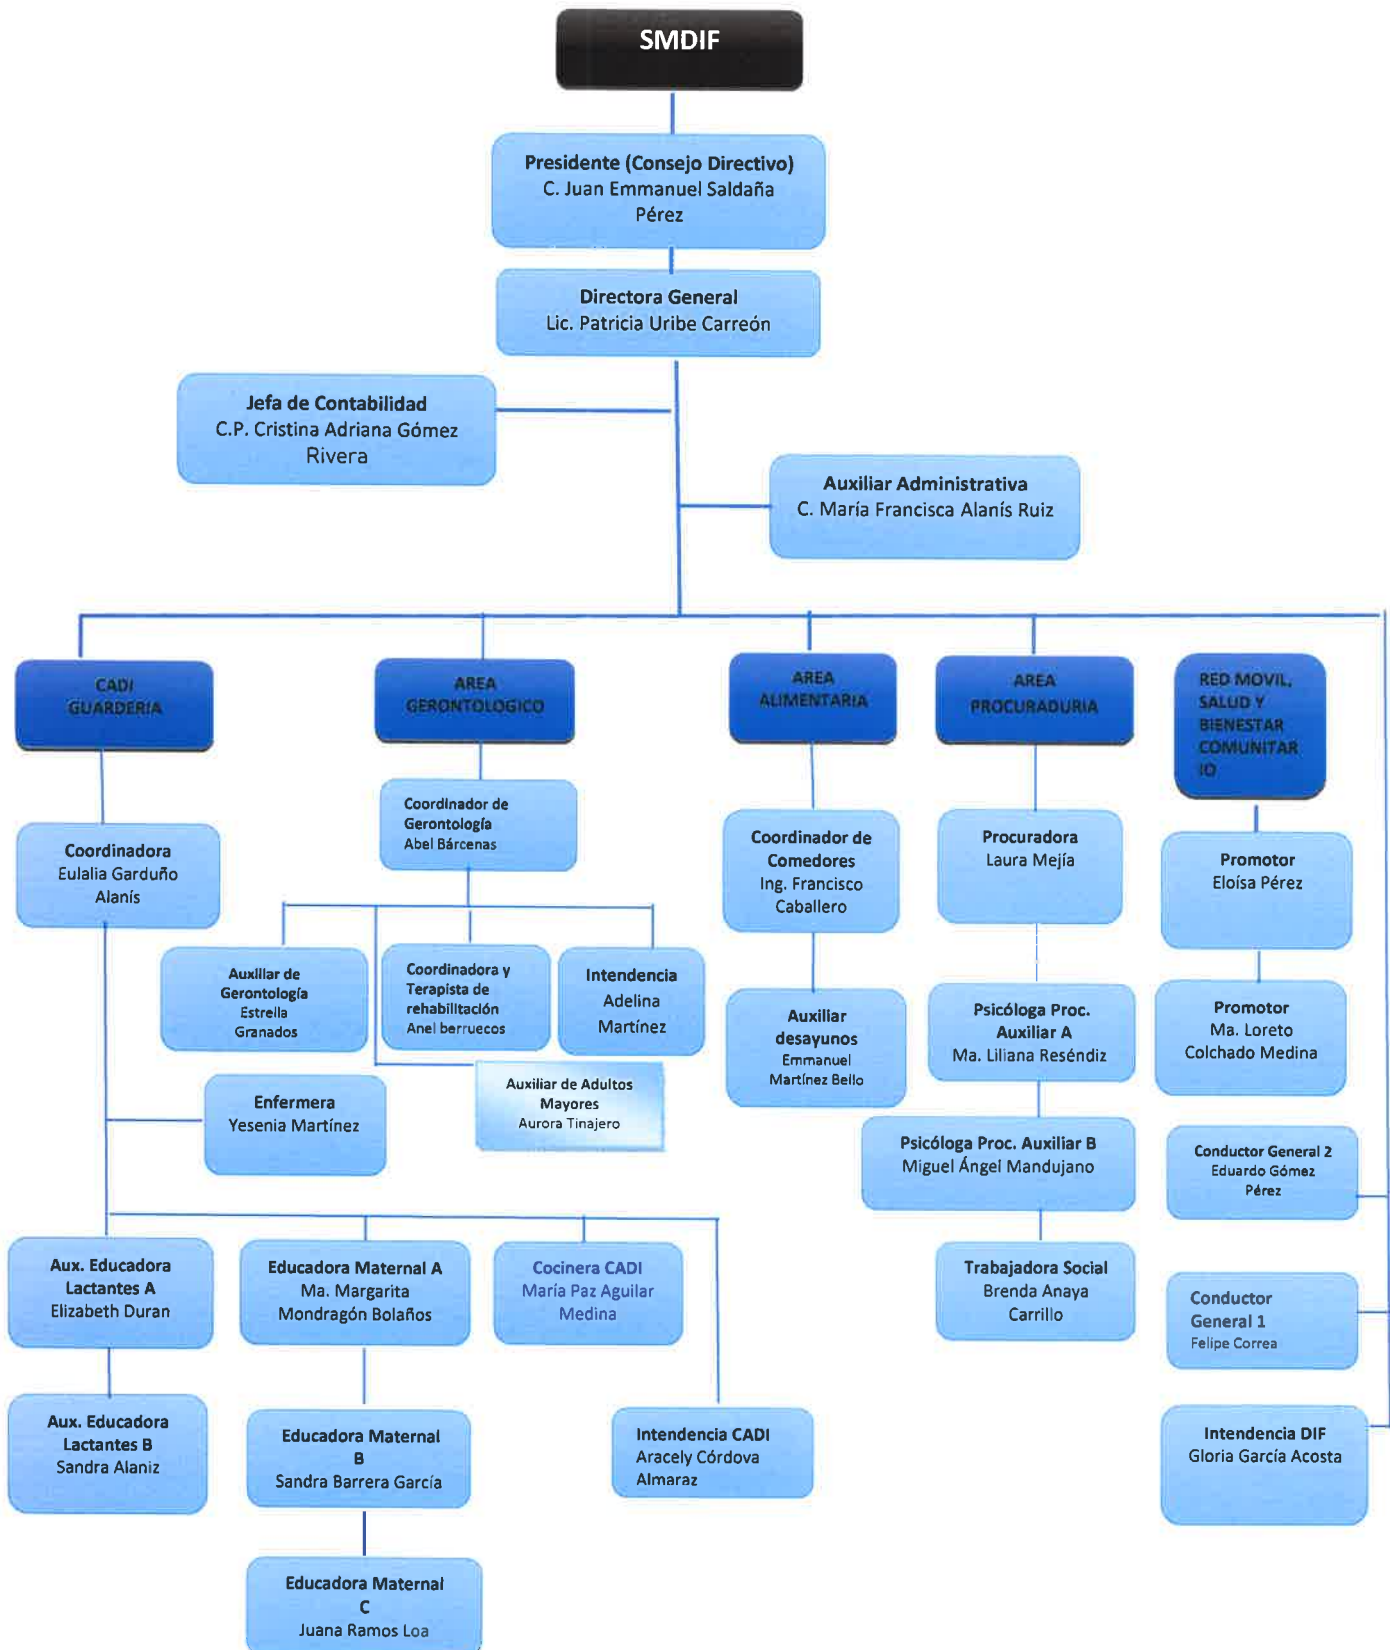 SMDIF
Presidente (Consejo Directivo)
C. Juan Emmanuel Saldaña
Pérez
Directora General
Lic. Patricia Uribe Carreón
Jefa de Contabilidad
C.P. Cristina Adriana Gómez
Rivera
Auxiliar Administrativa
C. María Francisca Alanís Ruiz
CADI
GUARDERIA
AREA
GERONTOLOGICO
AREA
ALIMENTARIA
AREA
PROCURADURIA
RED MOVIL,
SALUD Y
BIENESTAR
COMUNITAR
IO
Coordinadora
Eulalia Garduño
Alanís
Coordinador de
Gerontología
Abel Bárcenas
Coordinador de
Comedores
Ing. Francisco
Caballero
Procuradora
Laura Mejía
Promotor
Eloísa Pérez
Auxiliar de
Gerontología
Estrella
Granados
Coordinadora y
Terapista de
rehabilitación
Anel berruecos
Intendencia
Adelina
Martínez
Auxiliar
desayunos
Emmanuel
Martínez Bello
Psicóloga Proc.
Auxiliar A
Ma. Liliana Reséndiz
Promotor
Ma. Loreto
Colchado Medina
Enfermera
Yesenia Martínez
Auxiliar de Adultos
Mayores
Aurora Tinajero
Psicóloga Proc. Auxiliar B
Miguel Ángel Mandujano
Conductor General 2
Eduardo Gómez
Pérez
Aux. Educadora
Lactantes A
Elizabeth Duran
Educadora Maternal A
Ma. Margarita
Mondragón Bolaños
Cocinera CADI
María Paz Aguilar
Medina
Trabajadora Social
Brenda Anaya
Carrillo
Conductor
General 1
Felipe Correa
Aux. Educadora
Lactantes B
Sandra Alaniz
Educadora Maternal
B
Sandra Barrera García
Intendencia CADI
Aracely Córdova
Almaraz
Intendencia DIF
Gloria García Acosta
Educadora Maternal
C
Juana Ramos Loa